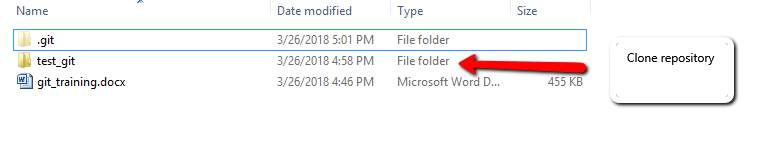 Name Date modified Type Size
.git 3/26/2018 5:01 PM File folder
test_git 3/26/2018 4:58 PM File folder
git_training.docx 3/26/2018 4:46 PM Microsoft Word D... 455 KB
Clone repository